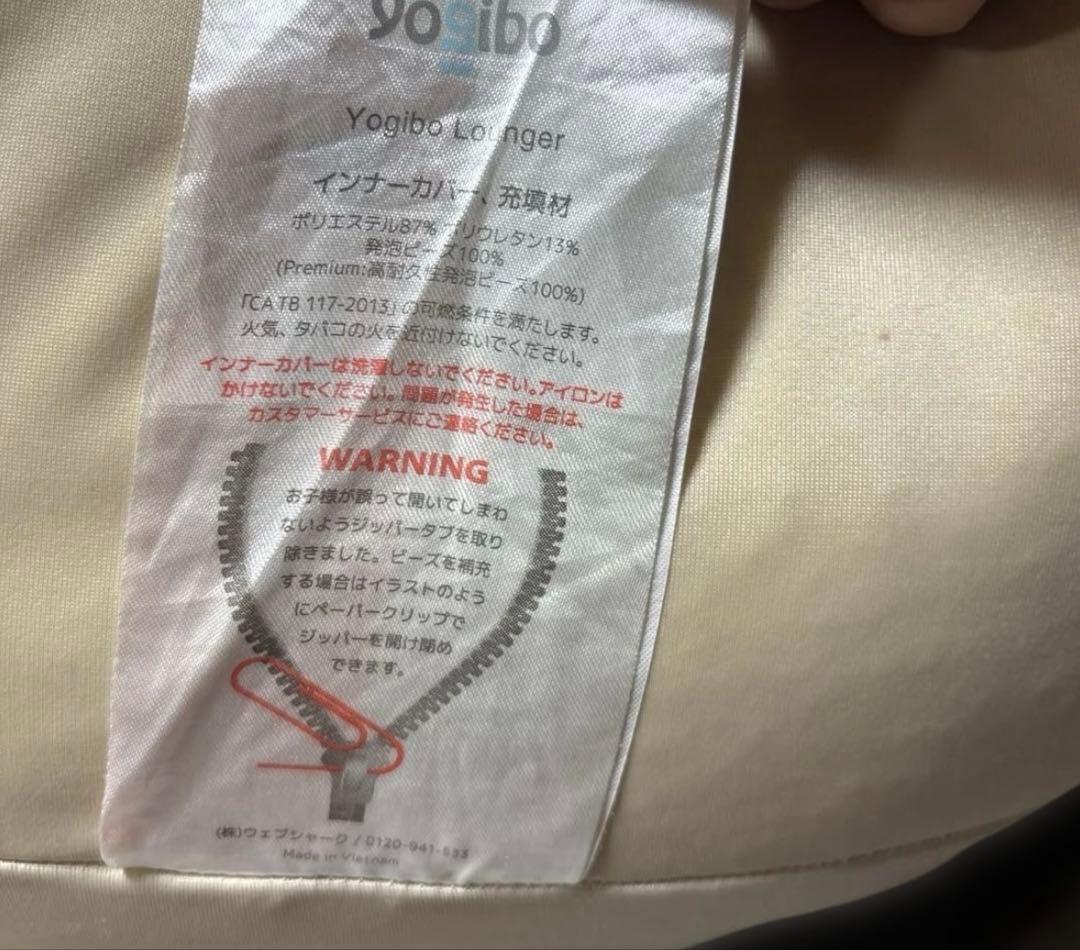 yogibo
Yogibo Lounger
インナーカバー、充填材
ポリエステル87% ポリウレタン13%
発泡ビーズ100%
(Premium:高耐久性発泡ビーズ100%)
「CA TB 117-2013」の可燃条件を満たします。
火気、タバコの火を近付けないでください。
インナーカバーは洗濯しないでください。アイロンは
かけないでください。問題が発生した場合は、
カスタマーサービスにご連絡ください。
WARNING
お子様が誤って開いてしまわ
ないようジッパータブを取り
除きました。ビーズを補充
する場合はイラストのよう
にペーパークリップで
ジッパーを開け閉め
できます。
(株)ウェブシャーク / 0120-941-533
Made in Vietnam